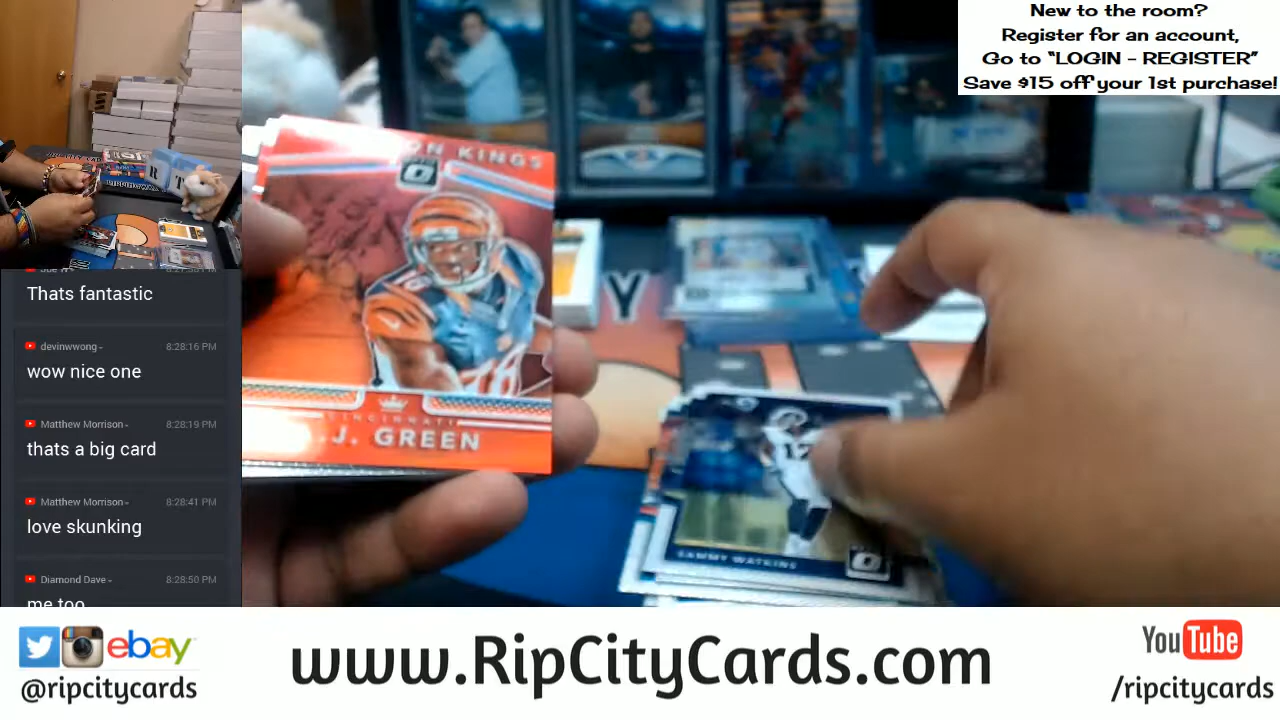 New to the room?
Register for an account,
Go to “LOGIN - REGISTER”
Save $15 off your 1st purchase!
ON KINGS
CINCINNATI
.J. GREEN
Y
SAMMY WATKINS
Thats fantastic
devinwwong
8:28:16 PM
wow nice one
Matthew Morrison
8:28:19 PM
thats a big card
Matthew Morrison
8:28:41 PM
love skunking
Diamond Dave
8:28:50 PM
me too
ebay
@ripcitycards
www.RipCityCards.com
YouTube
/ripcitycards